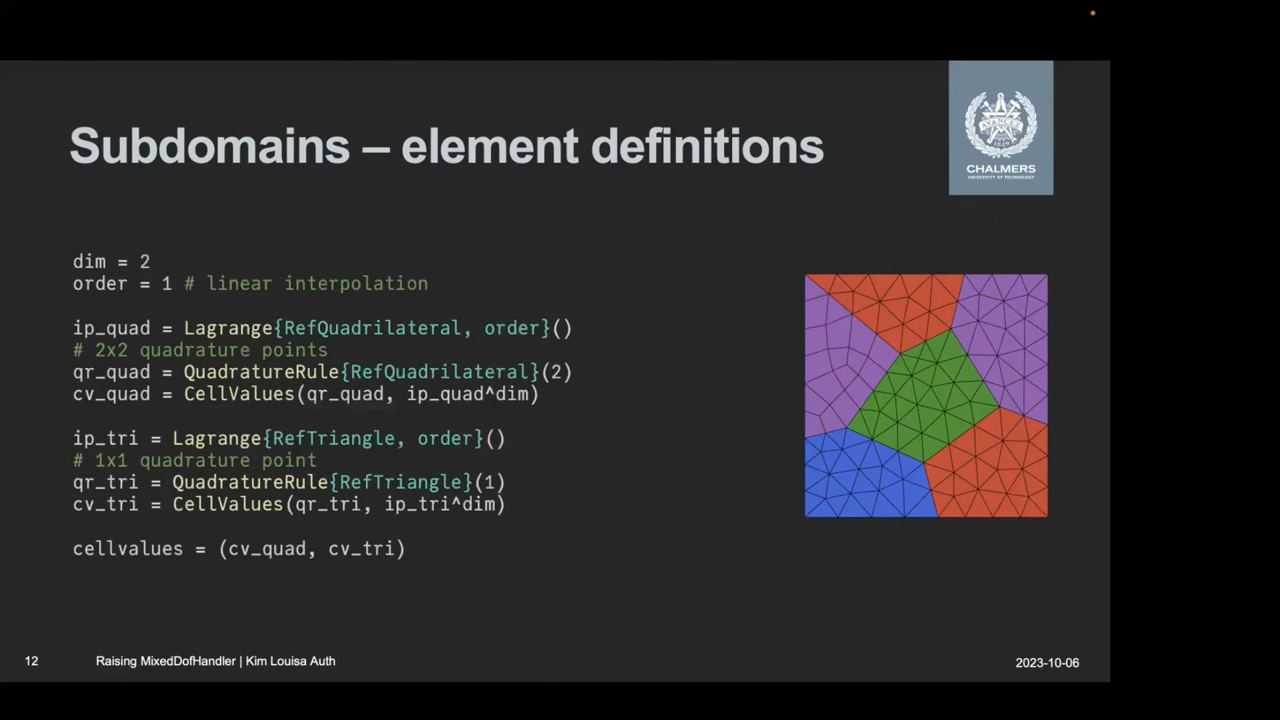 Subdomains – element definitions
AVANCEZ
1829
CHALMERS
UNIVERSITY OF TECHNOLOGY
dim = 2
order = 1 # linear interpolation
ip_quad = Lagrange{RefQuadrilateral, order}()
# 2x2 quadrature points
qr_quad = QuadratureRule{RefQuadrilateral}(2)
cv_quad = CellValues(qr_quad, ip_quad^dim)
ip_tri = Lagrange{RefTriangle, order}()
# 1x1 quadrature point
qr_tri = QuadratureRule{RefTriangle}(1)
cv_tri = CellValues(qr_tri, ip_tri^dim)
cellvalues = (cv_quad, cv_tri)
12
Raising MixedDofHandler | Kim Louisa Auth
2023-10-06